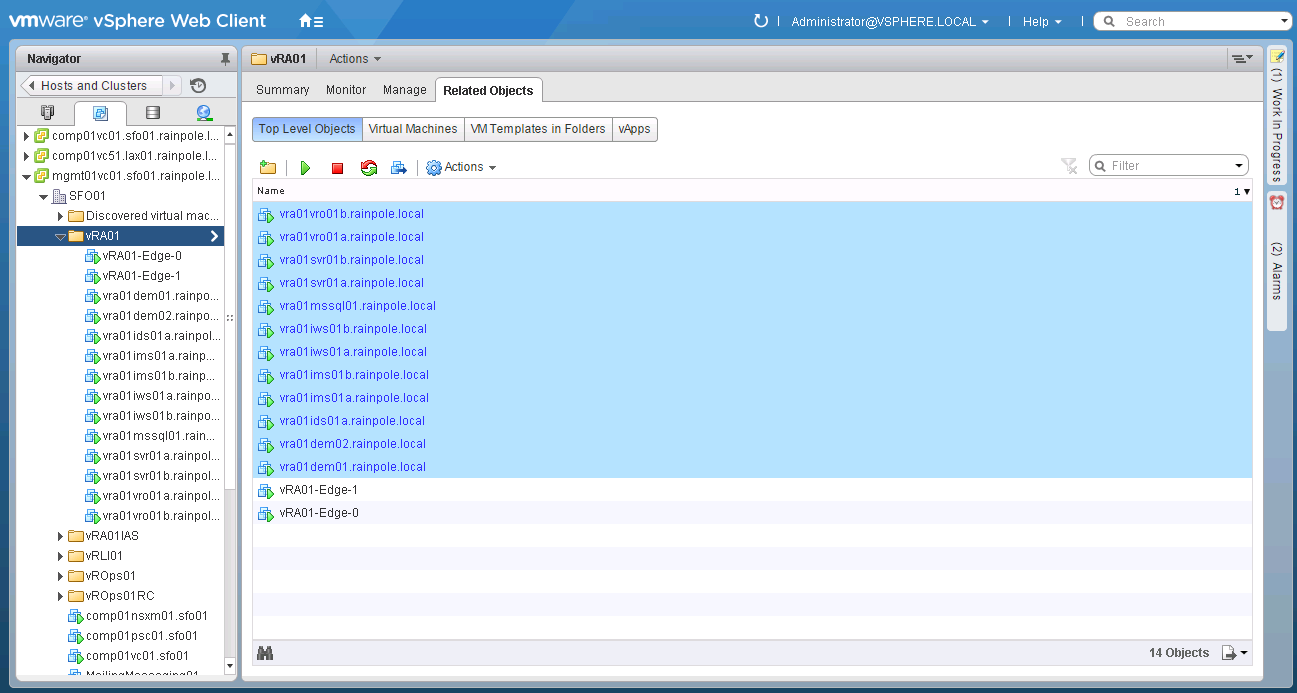 vmware® vSphere Web Client
Administrator@VSPHERE.LOCAL
Help
Search
Navigator
Hosts and Clusters
comp01vc01.sfo01.rainpole.l...
comp01vc51.lax01.rainpole.l...
mgmt01vc01.sfo01.rainpole.l...
SFO01
Discovered virtual mac...
vRA01
vRA01-Edge-0
vRA01-Edge-1
vra01dem01.rainpo...
vra01dem02.rainpo...
vra01ids01a.rainpol...
vra01ims01a.rainp...
vra01ims01b.rainp...
vra01iws01a.rainpo...
vra01iws01b.rainpo...
vra01mssql01.rain...
vra01svr01a.rainpol...
vra01svr01b.rainpol...
vra01vro01a.rainpol...
vra01vro01b.rainpol...
vRA01IAS
vRLI01
vROps01
vROps01RC
comp01nsxm01.sfo01
comp01psc01.sfo01
comp01vc01.sfo01
vRA01 Actions
Summary Monitor Manage Related Objects
Top Level Objects Virtual Machines VM Templates in Folders vApps
Actions
Filter
Name
1
vra01vro01b.rainpole.local
vra01vro01a.rainpole.local
vra01svr01b.rainpole.local
vra01svr01a.rainpole.local
vra01mssql01.rainpole.local
vra01iws01b.rainpole.local
vra01iws01a.rainpole.local
vra01ims01b.rainpole.local
vra01ims01a.rainpole.local
vra01ids01a.rainpole.local
vra01dem02.rainpole.local
vra01dem01.rainpole.local
vRA01-Edge-1
vRA01-Edge-0
14 Objects
(1) Work In Progress
(2) Alarms